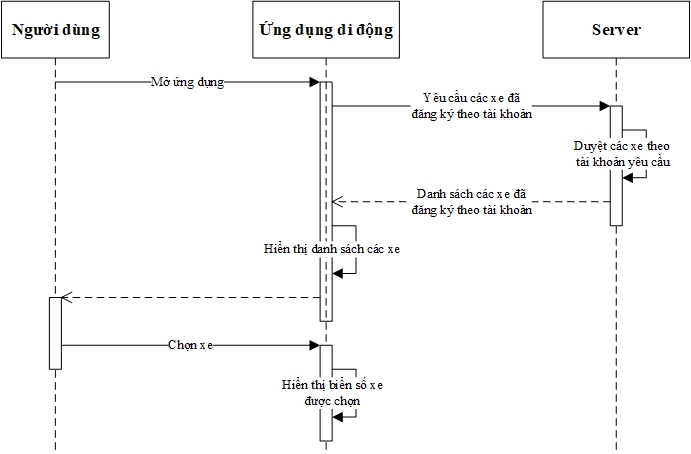 Người dùng
Ứng dụng di động
Server
Mở ứng dụng
Yêu cầu các xe đã
đăng ký theo tài khoản
Duyệt các xe theo
tài khoản yêu cầu
Danh sách các xe đã
đăng ký theo tài khoản
Hiển thị danh sách các xe
Chọn xe
Hiển thị biển số xe
được chọn